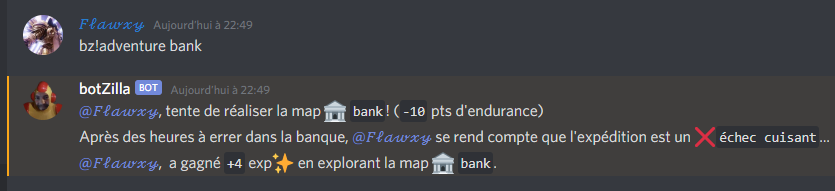 𝓕𝓵𝓪𝔀𝔁𝔂 Aujourd'hui à 22:49
bz!adventure bank
botZilla BOT Aujourd'hui à 22:49
@𝓕𝓵𝓪𝔀𝔁𝔂, tente de réaliser la map 🏛️ bank! ( -10 pts d'endurance)
Après des heures à errer dans la banque, @𝓕𝓵𝓪𝔀𝔁𝔂 se rend compte que l'expédition est un ❌ échec cuisant...
@𝓕𝓵𝓪𝔀𝔁𝔂, a gagné +4 exp✨ en explorant la map 🏛️ bank.